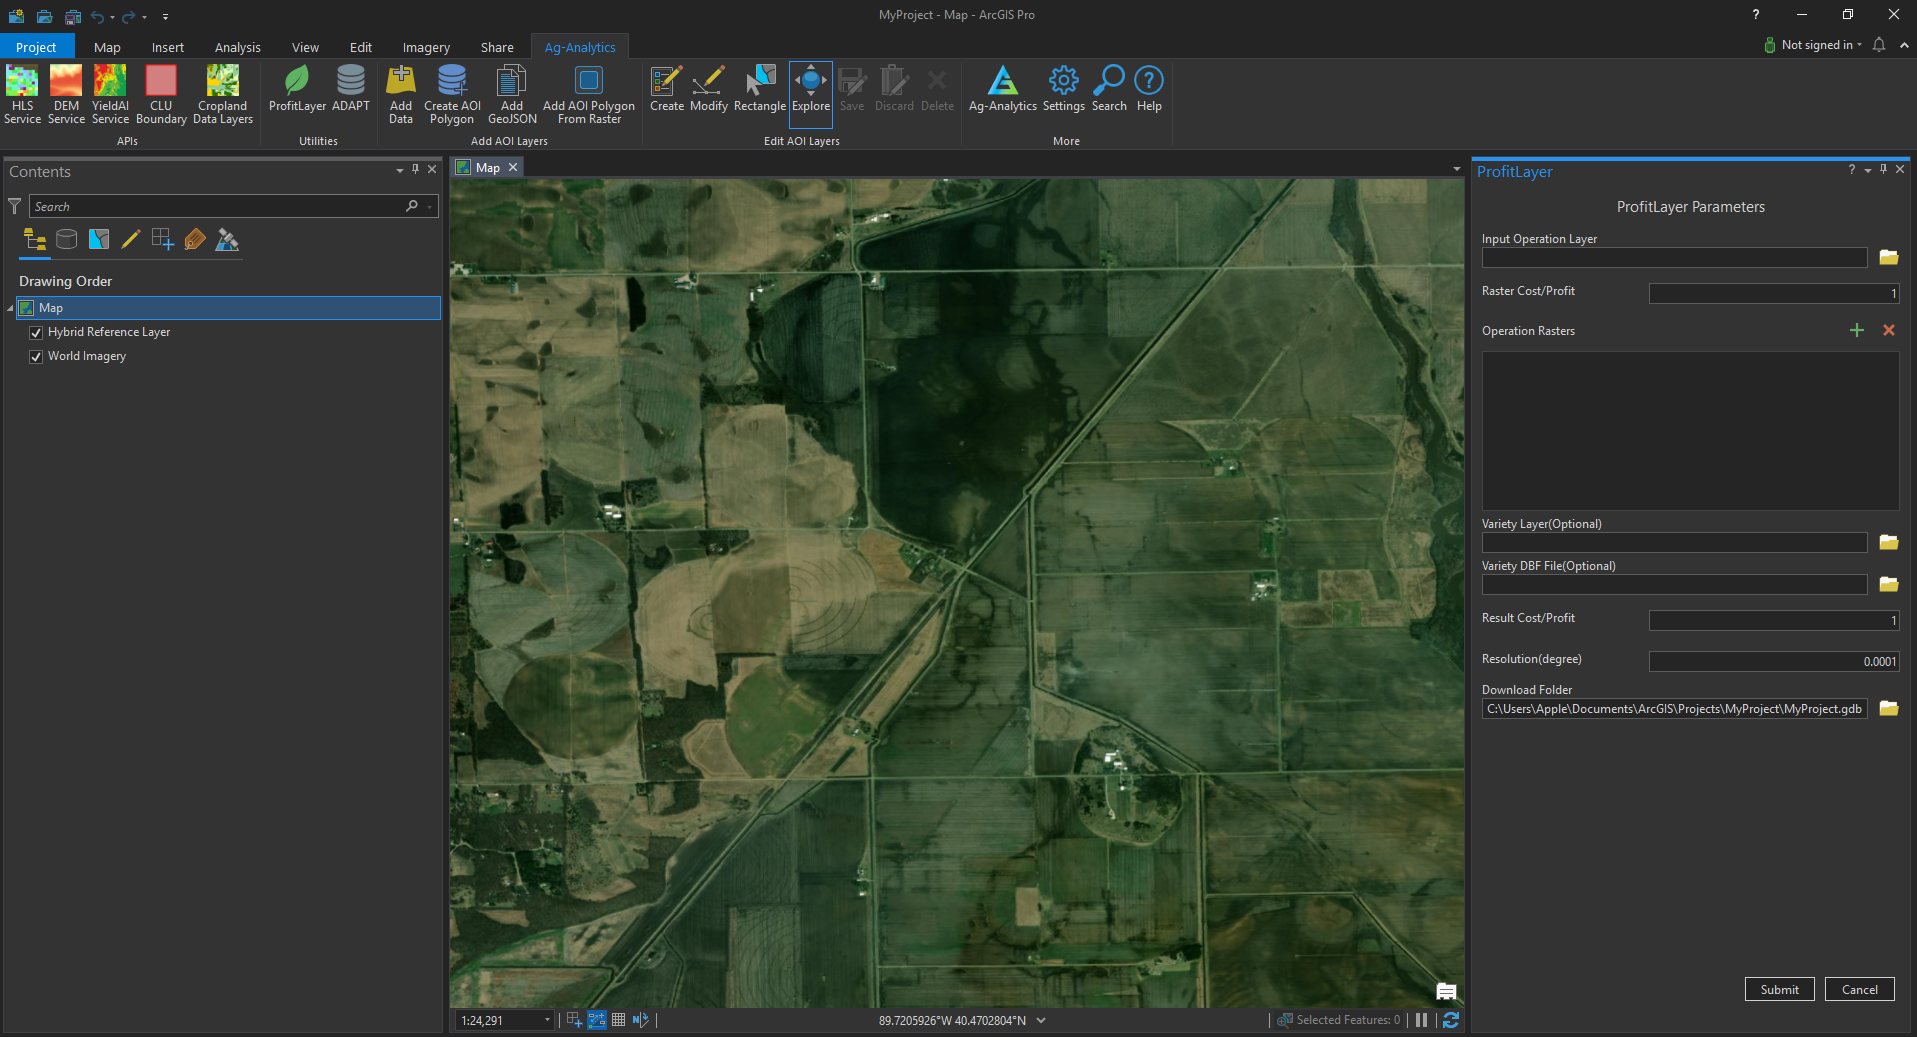 MyProject - Map - ArcGIS Pro
?
Project Map Insert Analysis View Edit Imagery Share Ag-Analytics
Not signed in
HLS Service
DEM Service
YieldAI Service
CLU Boundary
Cropland Data Layers
ProfitLayer
ADAPT
Add Data
Create AOI Polygon
Add GeoJSON
Add AOI Polygon From Raster
Create
Modify
Rectangle
Explore
Save
Discard
Delete
Ag-Analytics
Settings
Search
Help
APIs
Utilities
Add AOI Layers
Edit AOI Layers
More
Contents
Search
Drawing Order
Map
Hybrid Reference Layer
World Imagery
Map
1:24,291
N
89.7205926°W 40.4702804°N
Selected Features: 0
ProfitLayer
?
ProfitLayer Parameters
Input Operation Layer
Raster Cost/Profit
1
Operation Rasters
Variety Layer(Optional)
Variety DBF File(Optional)
Result Cost/Profit
1
Resolution(degree)
0.0001
Download Folder
C:\Users\Apple\Documents\ArcGIS\Projects\MyProject\MyProject.gdb
Submit
Cancel